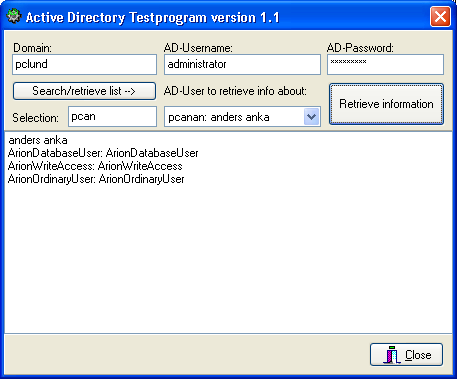 Active Directory Testprogram version 1.1
Domain: AD-Username: AD-Password:
pclund administrator *********
Search/retrieve list --> AD-User to retrieve info about: Retrieve information
Selection: pcan pcanan: anders anka
anders anka
ArionDatabaseUser: ArionDatabaseUser
ArionWriteAccess: ArionWriteAccess
ArionOrdinaryUser: ArionOrdinaryUser
Close